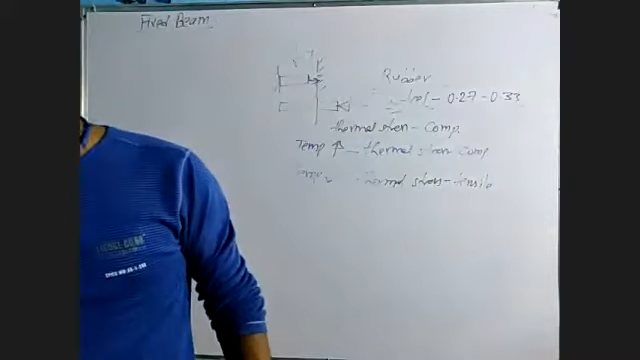 Fixed Beam
Rubber
- 0.27 - 0.33
thermal stren - comp.
Temp ↑ - thermal stren comp
thermal stren - tensile